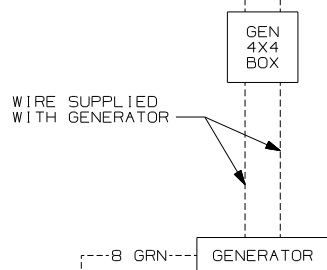 GEN
4X4
BOX
WIRE SUPPLIED
WITH GENERATOR
8 GRN
GENERATOR